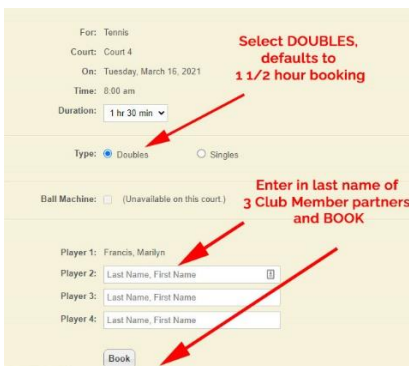 For: Tennis
Court: Court 4
On: Tuesday, March 16, 2021
Time: 8:00 am
Duration: 1 hr 30 min
Select DOUBLES,
defaults to
1 1/2 hour booking
Type: Doubles Singles
Ball Machine: (Unavailable on this court.)
Enter in last name of
3 Club Member partners
and BOOK
Player 1: Francis, Marilyn
Player 2: Last Name, First Name
Player 3: Last Name, First Name
Player 4: Last Name, First Name
Book